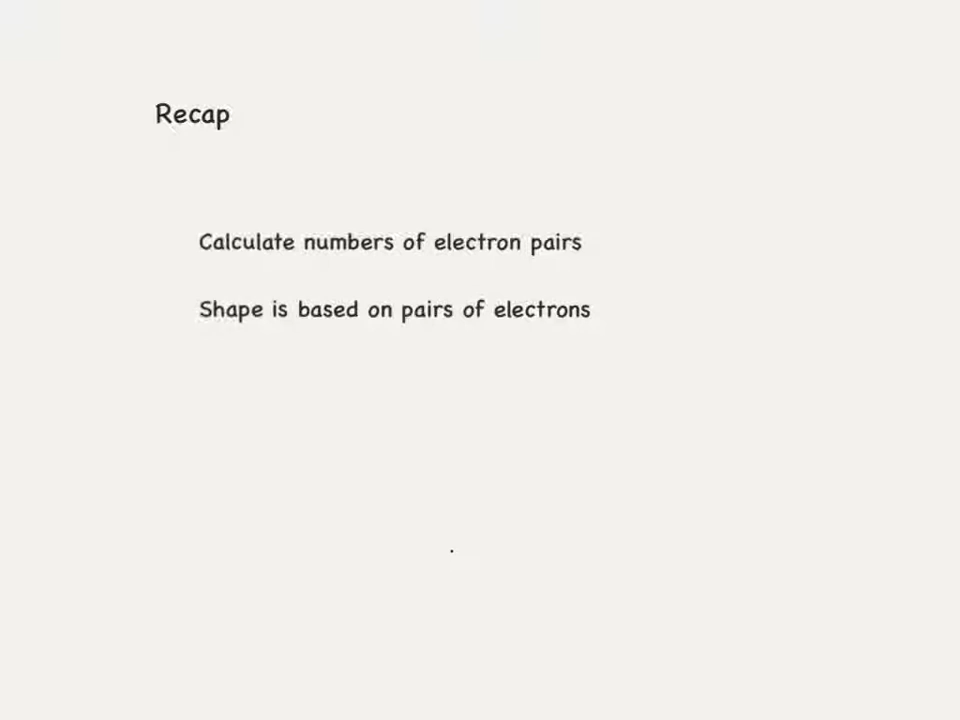 Recap
Calculate numbers of electron pairs
Shape is based on pairs of electrons